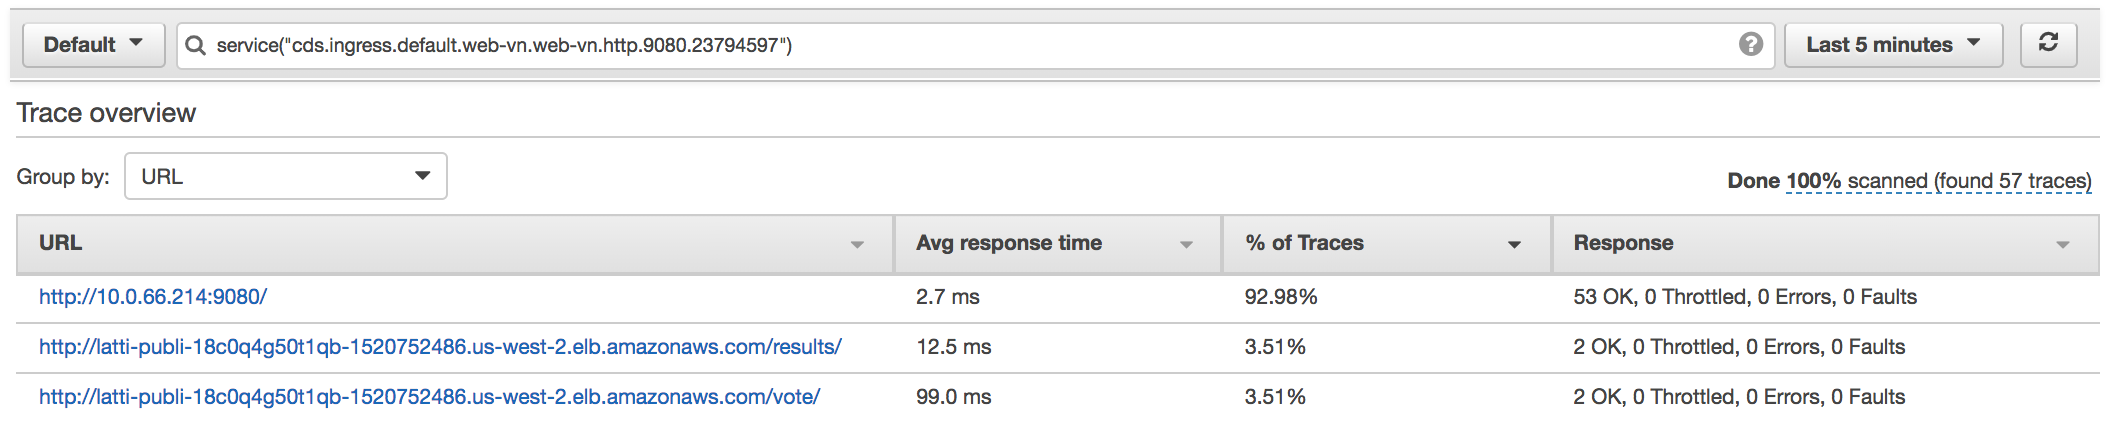 Default service("cds.ingress.default.web-vn.web-vn.http.9080.23794597") ? Last 5 minutes
Trace overview
Group by: URL Done 100% scanned (found 57 traces)
URL Avg response time % of Traces Response
http://10.0.66.214:9080/ 2.7 ms 92.98% 53 OK, 0 Throttled, 0 Errors, 0 Faults
http://latti-publi-18c0q4g50t1qb-1520752486.us-west-2.elb.amazonaws.com/results/ 12.5 ms 3.51% 2 OK, 0 Throttled, 0 Errors, 0 Faults
http://latti-publi-18c0q4g50t1qb-1520752486.us-west-2.elb.amazonaws.com/vote/ 99.0 ms 3.51% 2 OK, 0 Throttled, 0 Errors, 0 Faults